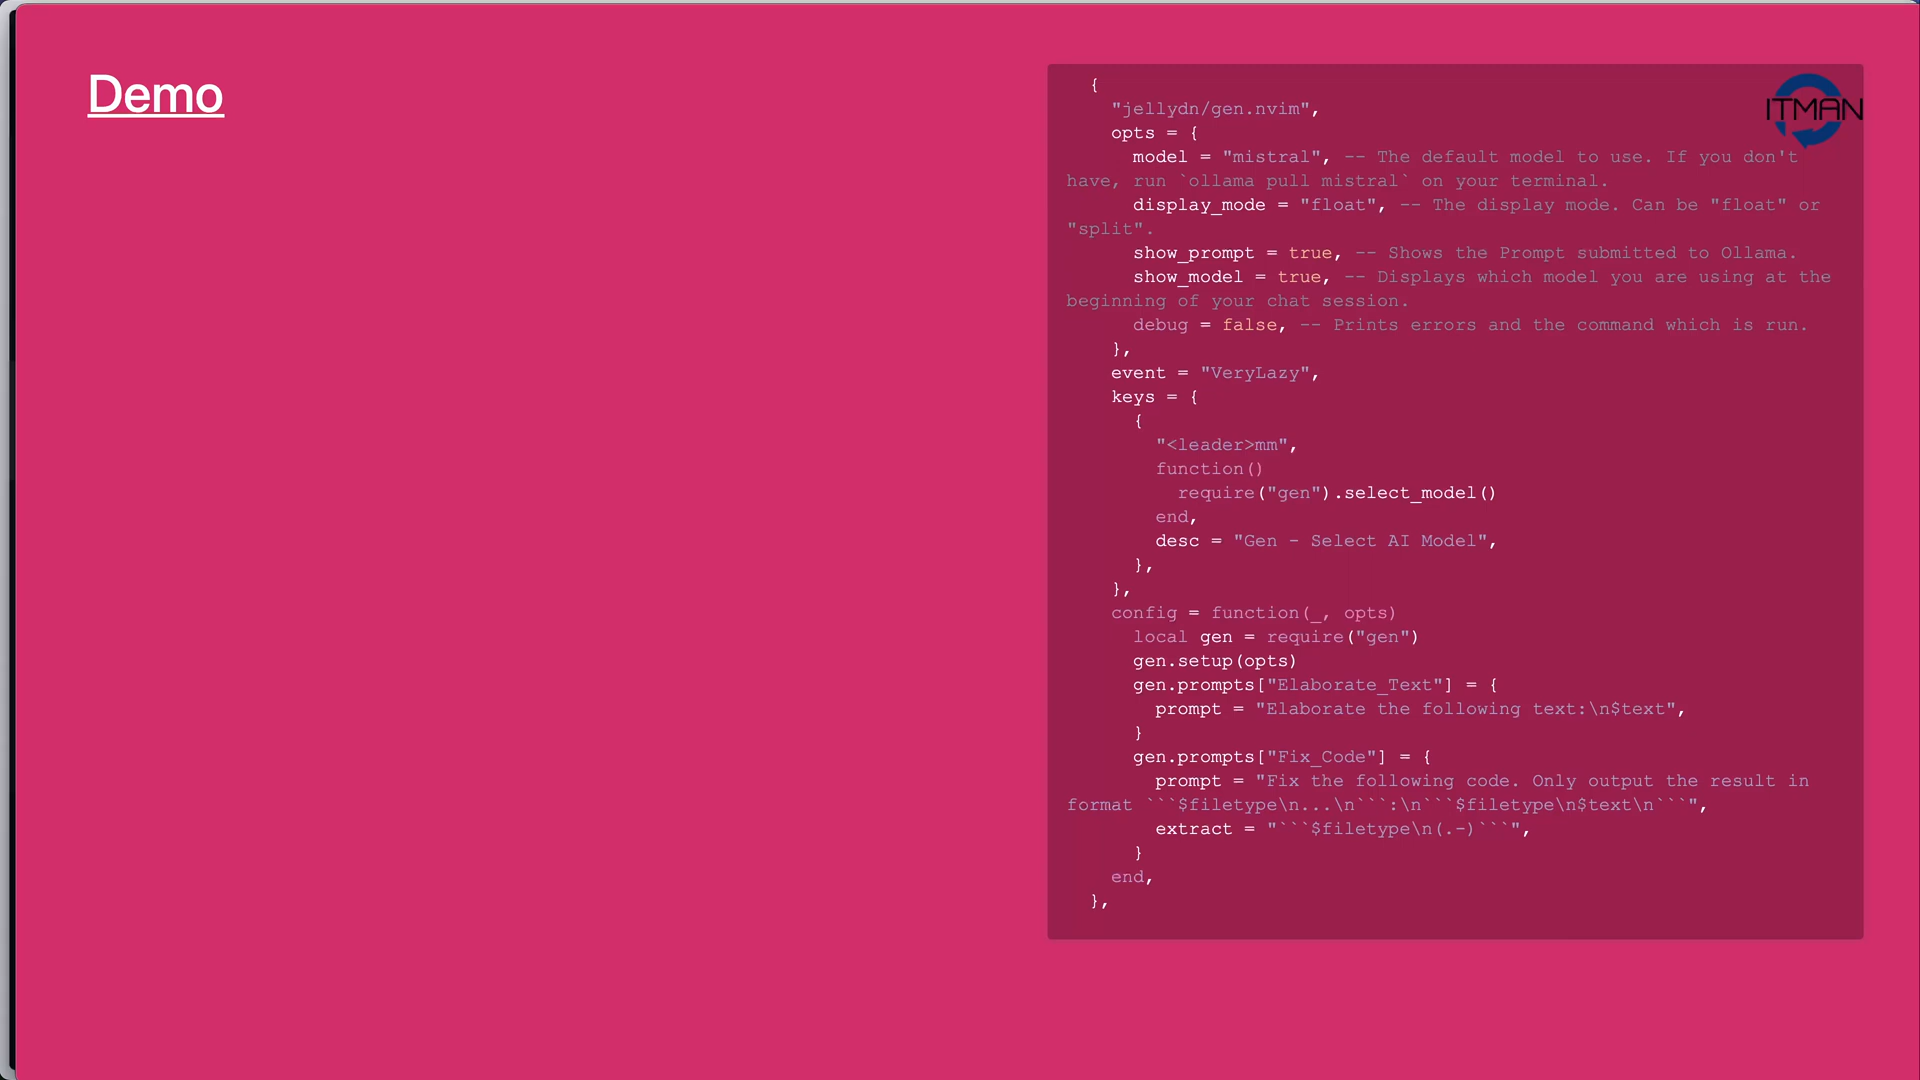 Demo
ITMAN
{
"jellydn/gen.nvim",
opts = {
model = "mistral", -- The default model to use. If you don't
have, run `ollama pull mistral` on your terminal.
display_mode = "float", -- The display mode. Can be "float" or
"split".
show_prompt = true, -- Shows the Prompt submitted to Ollama.
show_model = true, -- Displays which model you are using at the
beginning of your chat session.
debug = false, -- Prints errors and the command which is run.
},
event = "VeryLazy",
keys = {
{
"<leader>mm",
function()
require("gen").select_model()
end,
desc = "Gen - Select AI Model",
},
},
config = function(_, opts)
local gen = require("gen")
gen.setup(opts)
gen.prompts["Elaborate_Text"] = {
prompt = "Elaborate the following text:\n$text",
}
gen.prompts["Fix_Code"] = {
prompt = "Fix the following code. Only output the result in
format ```$filetype\n...\n```:\n```$filetype\n$text\n```",
extract = "```$filetype\n(.-)```",
}
end,
},